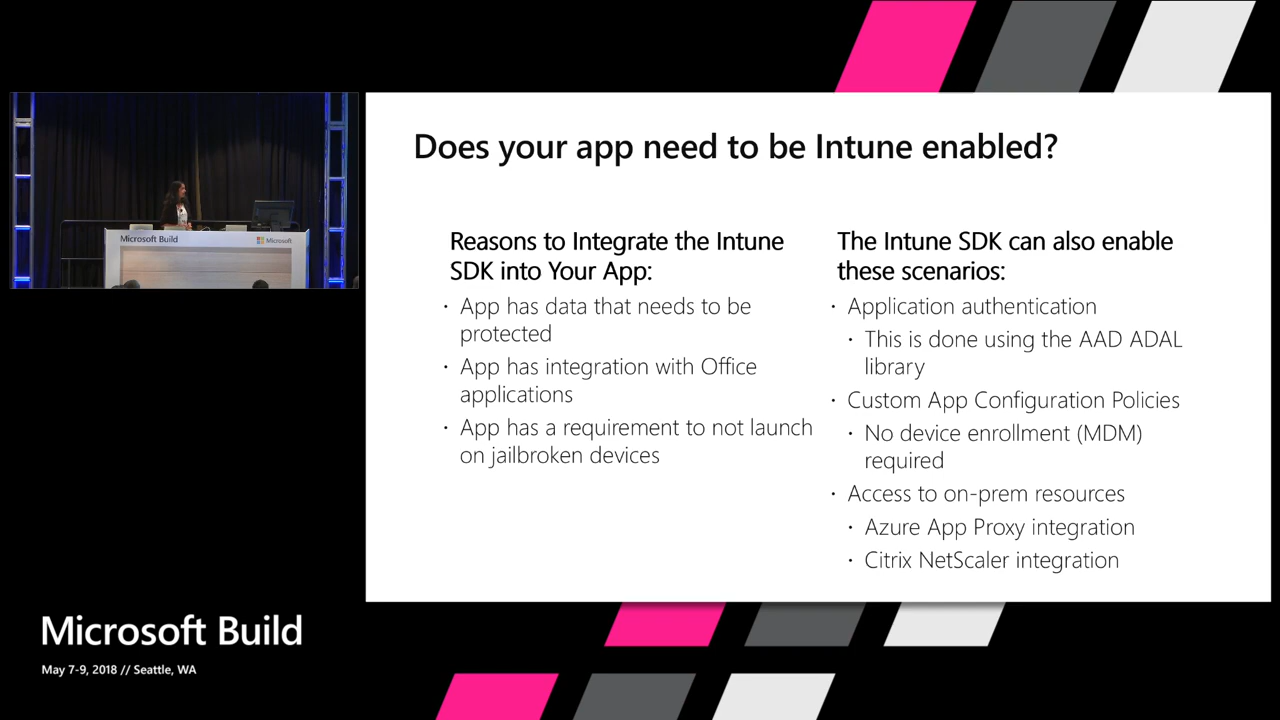 Does your app need to be Intune enabled?
Reasons to Integrate the Intune
SDK into Your App:
· App has data that needs to be
protected
· App has integration with Office
applications
· App has a requirement to not launch
on jailbroken devices
The Intune SDK can also enable
these scenarios:
· Application authentication
· This is done using the AAD ADAL
library
· Custom App Configuration Policies
· No device enrollment (MDM)
required
· Access to on-prem resources
· Azure App Proxy integration
· Citrix NetScaler integration
Microsoft Build
Microsoft
Microsoft Build
May 7-9, 2018 // Seattle, WA